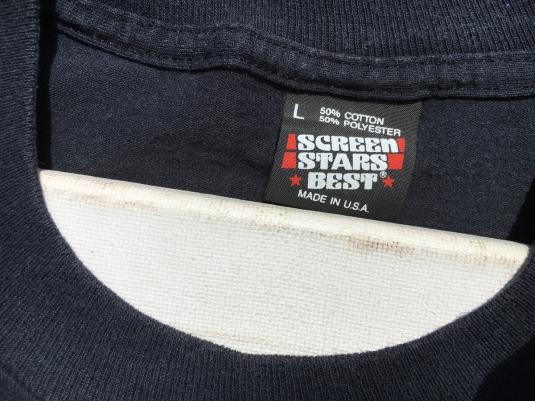 L 50% COTTON
50% POLYESTER
SCREEN
STARS
BEST®
MADE IN U.S.A.